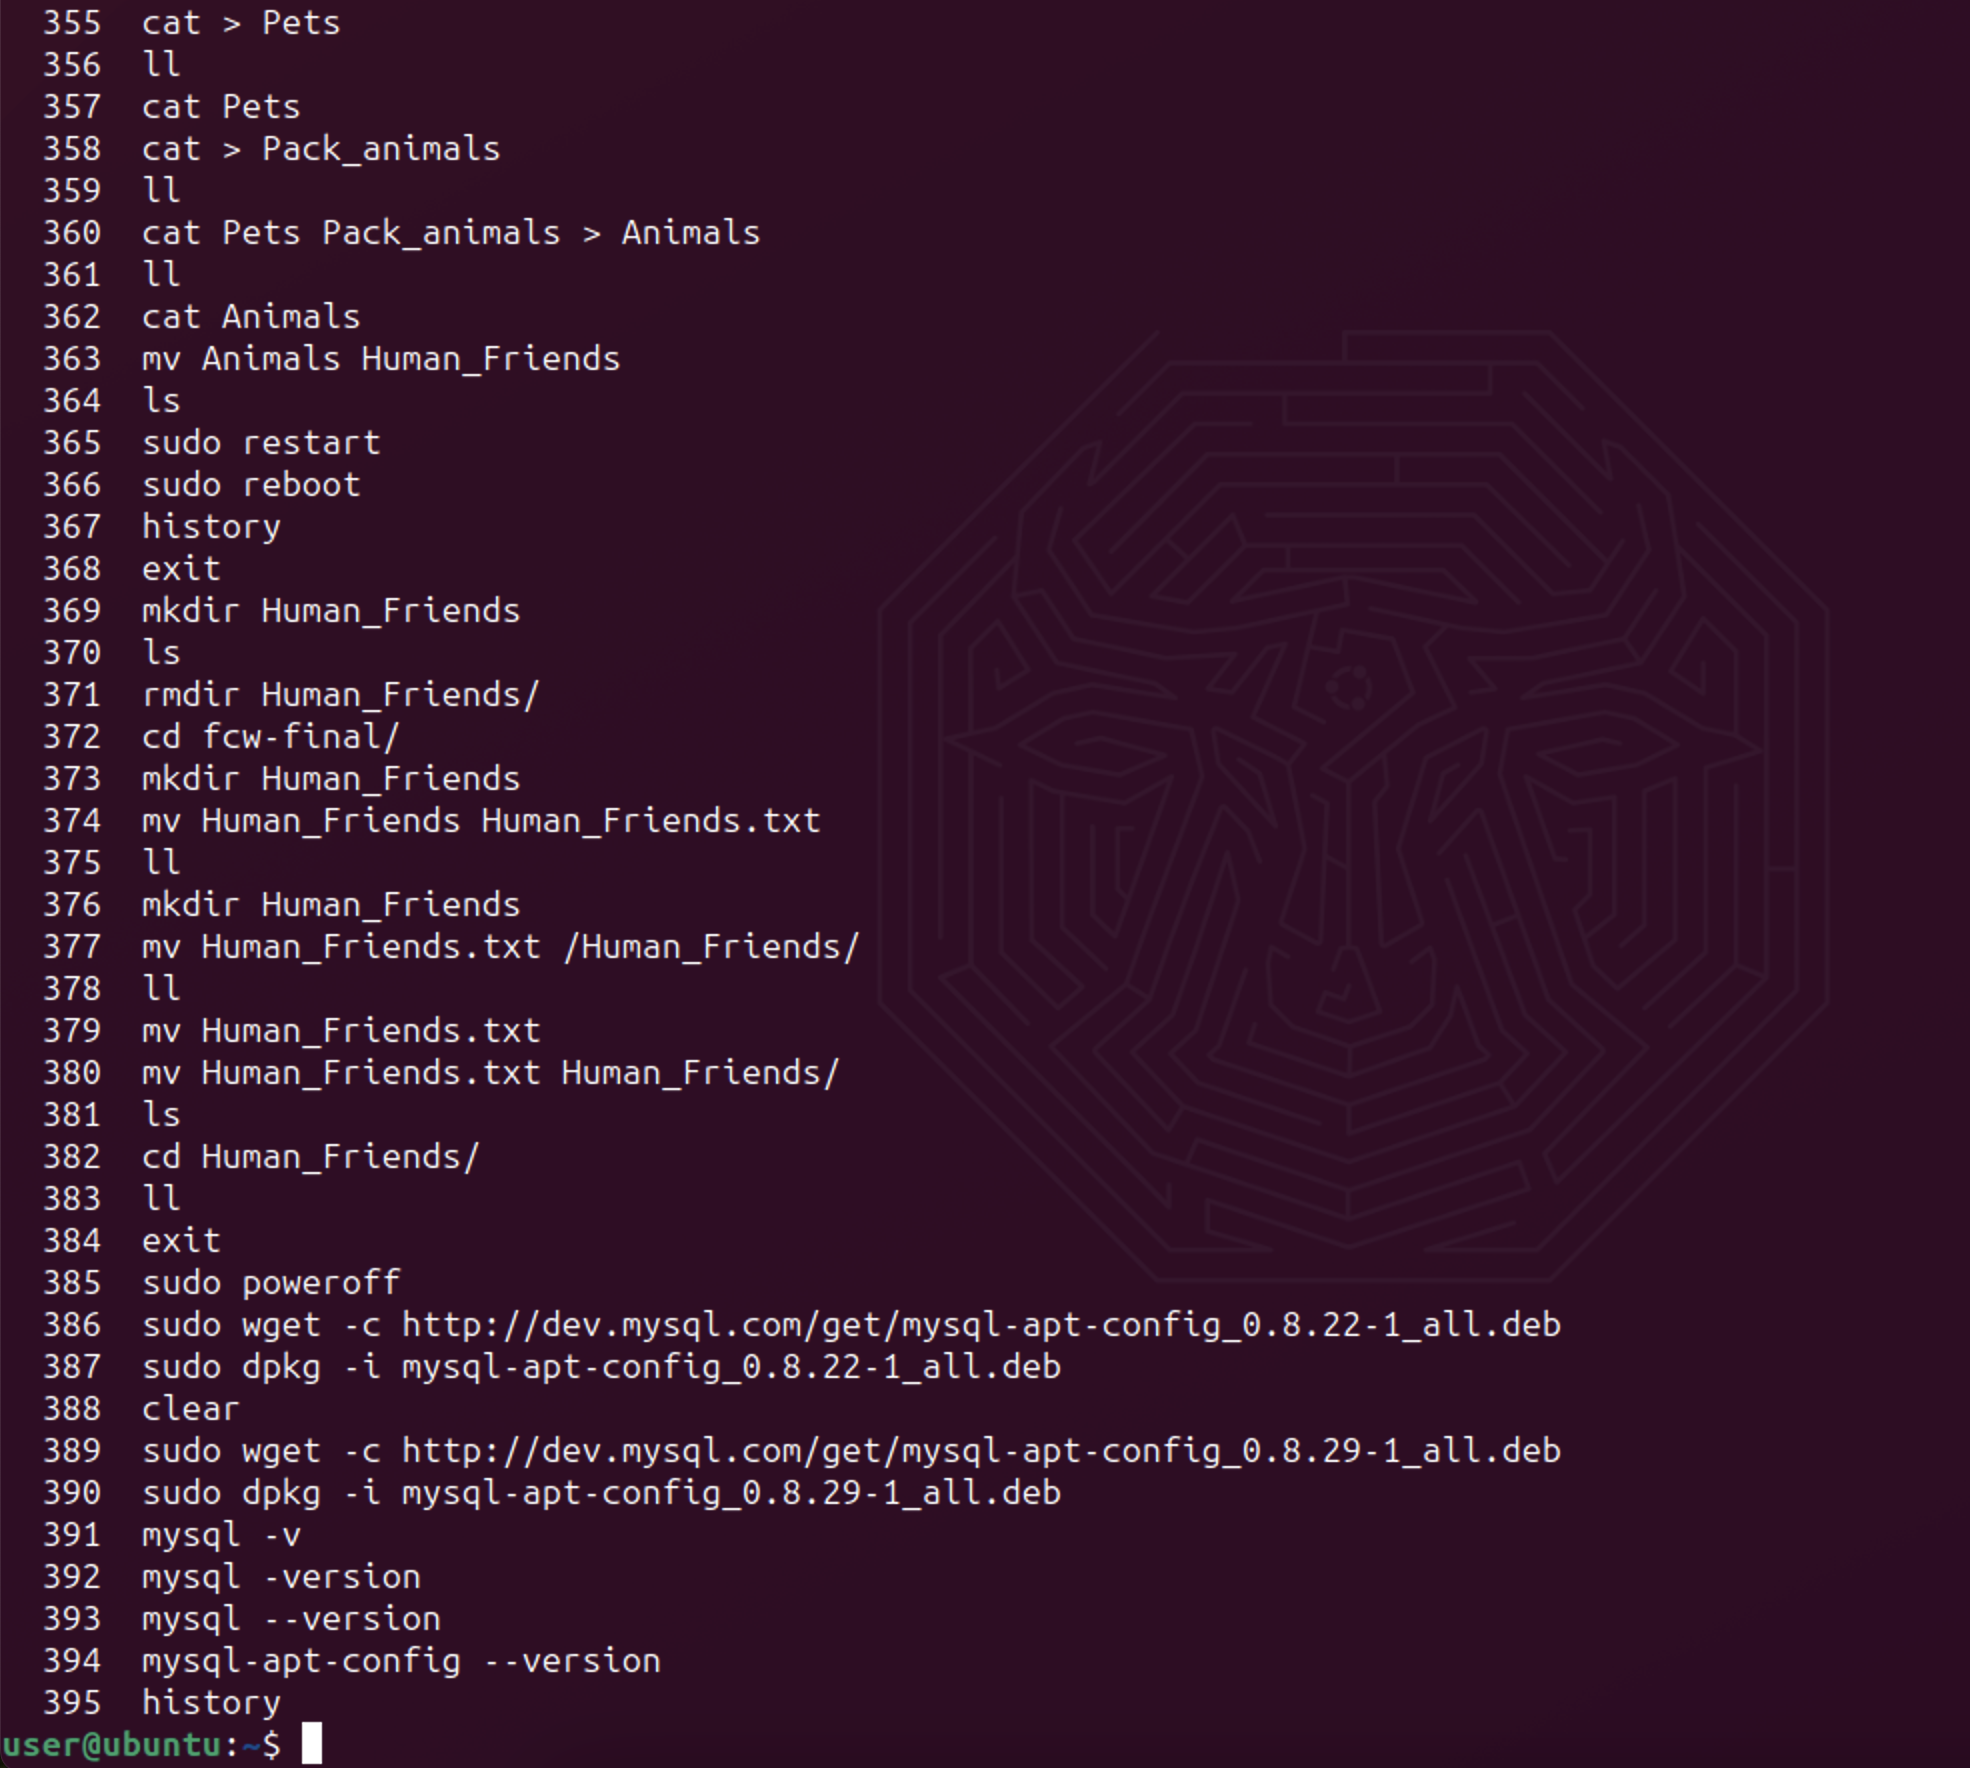 355 cat > Pets
356 ll
357 cat Pets
358 cat > Pack_animals
359 ll
360 cat Pets Pack_animals > Animals
361 ll
362 cat Animals
363 mv Animals Human_Friends
364 ls
365 sudo restart
366 sudo reboot
367 history
368 exit
369 mkdir Human_Friends
370 ls
371 rmdir Human_Friends/
372 cd fcw-final/
373 mkdir Human_Friends
374 mv Human_Friends Human_Friends.txt
375 ll
376 mkdir Human_Friends
377 mv Human_Friends.txt /Human_Friends/
378 ll
379 mv Human_Friends.txt
380 mv Human_Friends.txt Human_Friends/
381 ls
382 cd Human_Friends/
383 ll
384 exit
385 sudo poweroff
386 sudo wget -c http://dev.mysql.com/get/mysql-apt-config_0.8.22-1_all.deb
387 sudo dpkg -i mysql-apt-config_0.8.22-1_all.deb
388 clear
389 sudo wget -c http://dev.mysql.com/get/mysql-apt-config_0.8.29-1_all.deb
390 sudo dpkg -i mysql-apt-config_0.8.29-1_all.deb
391 mysql -v
392 mysql -version
393 mysql --version
394 mysql-apt-config --version
395 history
user@ubuntu:~$